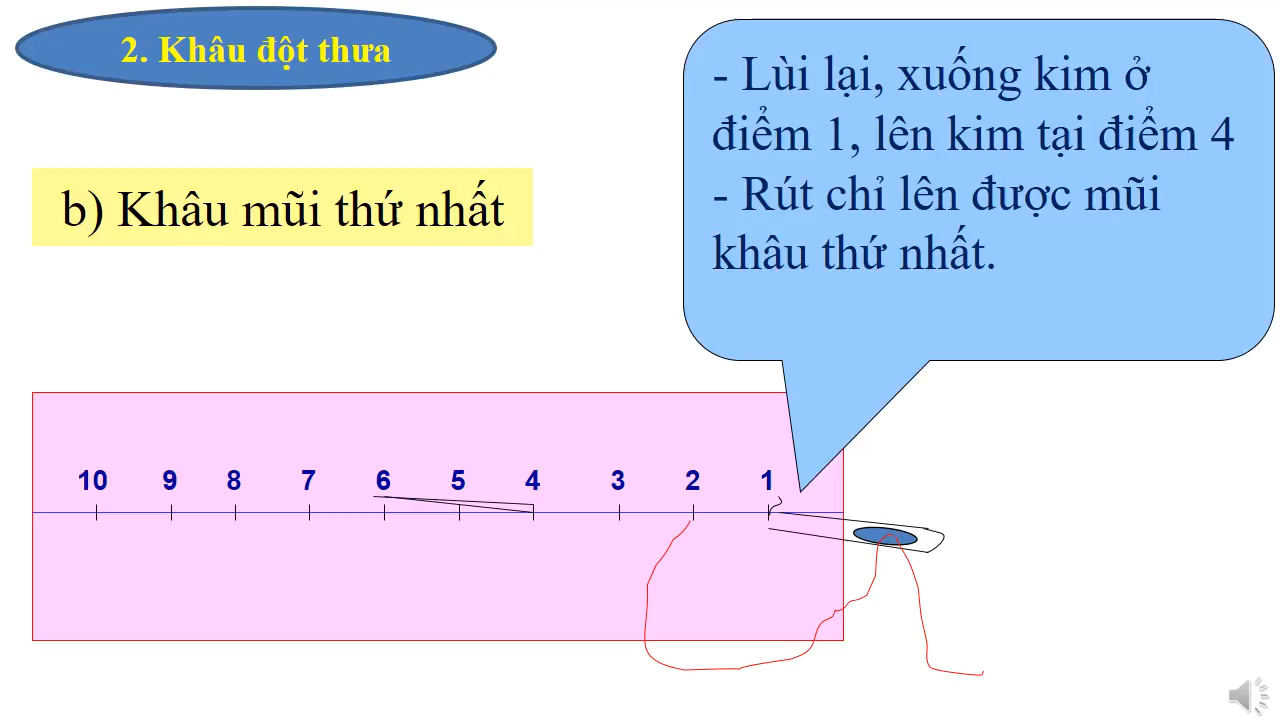 2. Khâu đột thưa
- Lùi lại, xuống kim ở
điểm 1, lên kim tại điểm 4
- Rút chỉ lên được mũi
khâu thứ nhất.
b) Khâu mũi thứ nhất
10 9 8 7 6 5 4 3 2 1